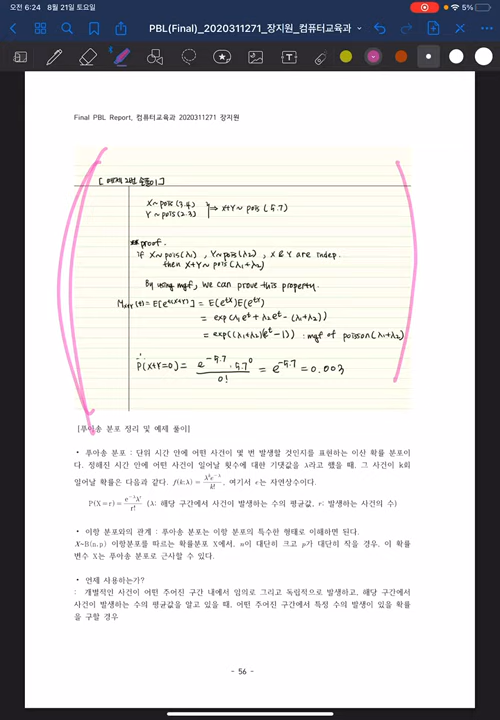 오후 6:24 8월 21일 토요일
5%
PBL(Final)_2020311271_장지원_컴퓨터교육과
Final PBL Report, 컴퓨터교육과 2020311271 장지원
[예제 2번 손풀이]
X~pois(3.4)
Y~pois(2.3) ⇒ X+Y~pois(5.7)
**proof.
if X~pois(λ1), Y~pois(λ2), X & Y are indep.
then X+Y~pois(λ1+λ2)
By using mgf, we can prove this property.
Mx+y(t) = E[e^t(X+Y)] = E(e^tX)E(e^tX)
= exp(λ1e^t + λ2e^t - (λ1+λ2))
= exp((λ1+λ2)(e^t-1)) : mgf of poisson(λ1+λ2)
∴ P(X+Y=0) = e^-5.7 · 5.7^0 / 0! = e^-5.7 = 0.003
[푸아송 분포 정리 및 예제 풀이]
• 푸아송 분포 : 단위 시간 안에 어떤 사건이 몇 번 발생할 것인지를 표현하는 이산 확률 분포이
다. 정해진 시간 안에 어떤 사건이 일어날 횟수에 대한 기댓값을 λ라고 했을 때, 그 사건이 k회
일어날 확률은 다음과 같다. f(k;λ) = λ^k e^-λ / k!, 여기서 e는 자연상수이다.
P(X=r) = e^-λ λ^r / r! (λ: 해당 구간에서 사건이 발생하는 수의 평균값, r: 발생하는 사건의 수)
• 이항 분포와의 관계 : 푸아송 분포는 이항 분포의 특수한 형태로 이해하면 된다.
X~B(n.p) 이항분포를 따르는 확률분포 X에서, n이 대단히 크고 p가 대단히 작을 경우, 이 확률
변수 X는 푸아송 분포로 근사할 수 있다.
• 언제 사용하는가?
: 개별적인 사건이 어떤 주어진 구간 내에서 임의로 그리고 독립적으로 발생하고, 해당 구간에서
사건이 발생하는 수의 평균값을 알고 있을 때, 어떤 주어진 구간에서 특정 수의 발생이 있을 확률
을 구할 경우
- 56 -